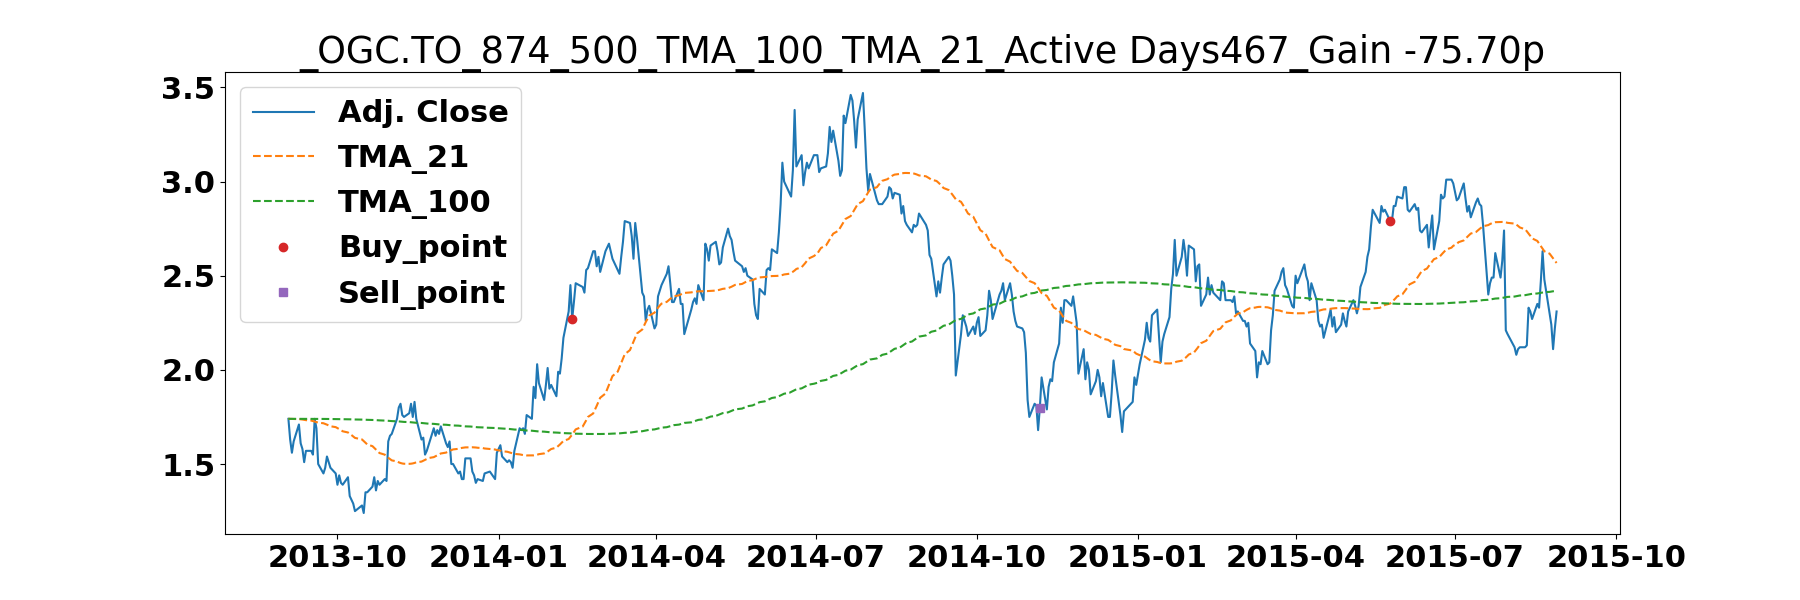 _OGC.TO_874_500_TMA_100_TMA_21_Active Days467_Gain -75.70p
3.5
3.0
2.5
2.0
1.5
Adj. Close
TMA_21
TMA_100
Buy_point
Sell_point
2013-10 2014-01 2014-04 2014-07 2014-10 2015-01 2015-04 2015-07 2015-10